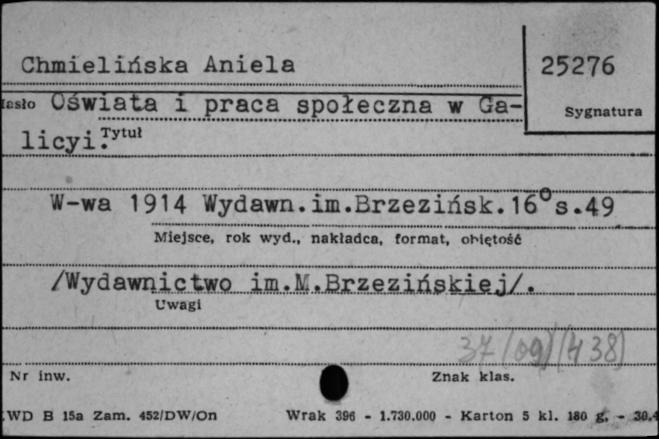 Chmielińska Aniela
25276
Hasło Oświata i praca społeczna w Ga-
Sygnatura
licyi. Tytuł
W-wa 1914 Wydawn.im.Brzezińsk.16° s.49
Miejsce, rok wyd., nakładca, format, objętość
/Wydawnictwo im.M.Brzezińskiej/.
Uwagi
37(09)(438)
Nr inw.
Znak klas.
KWD B 15a Zam. 452/DW/On Wrak 396 - 1.730.000 - Karton 5 kl. 180 g. - 30.4